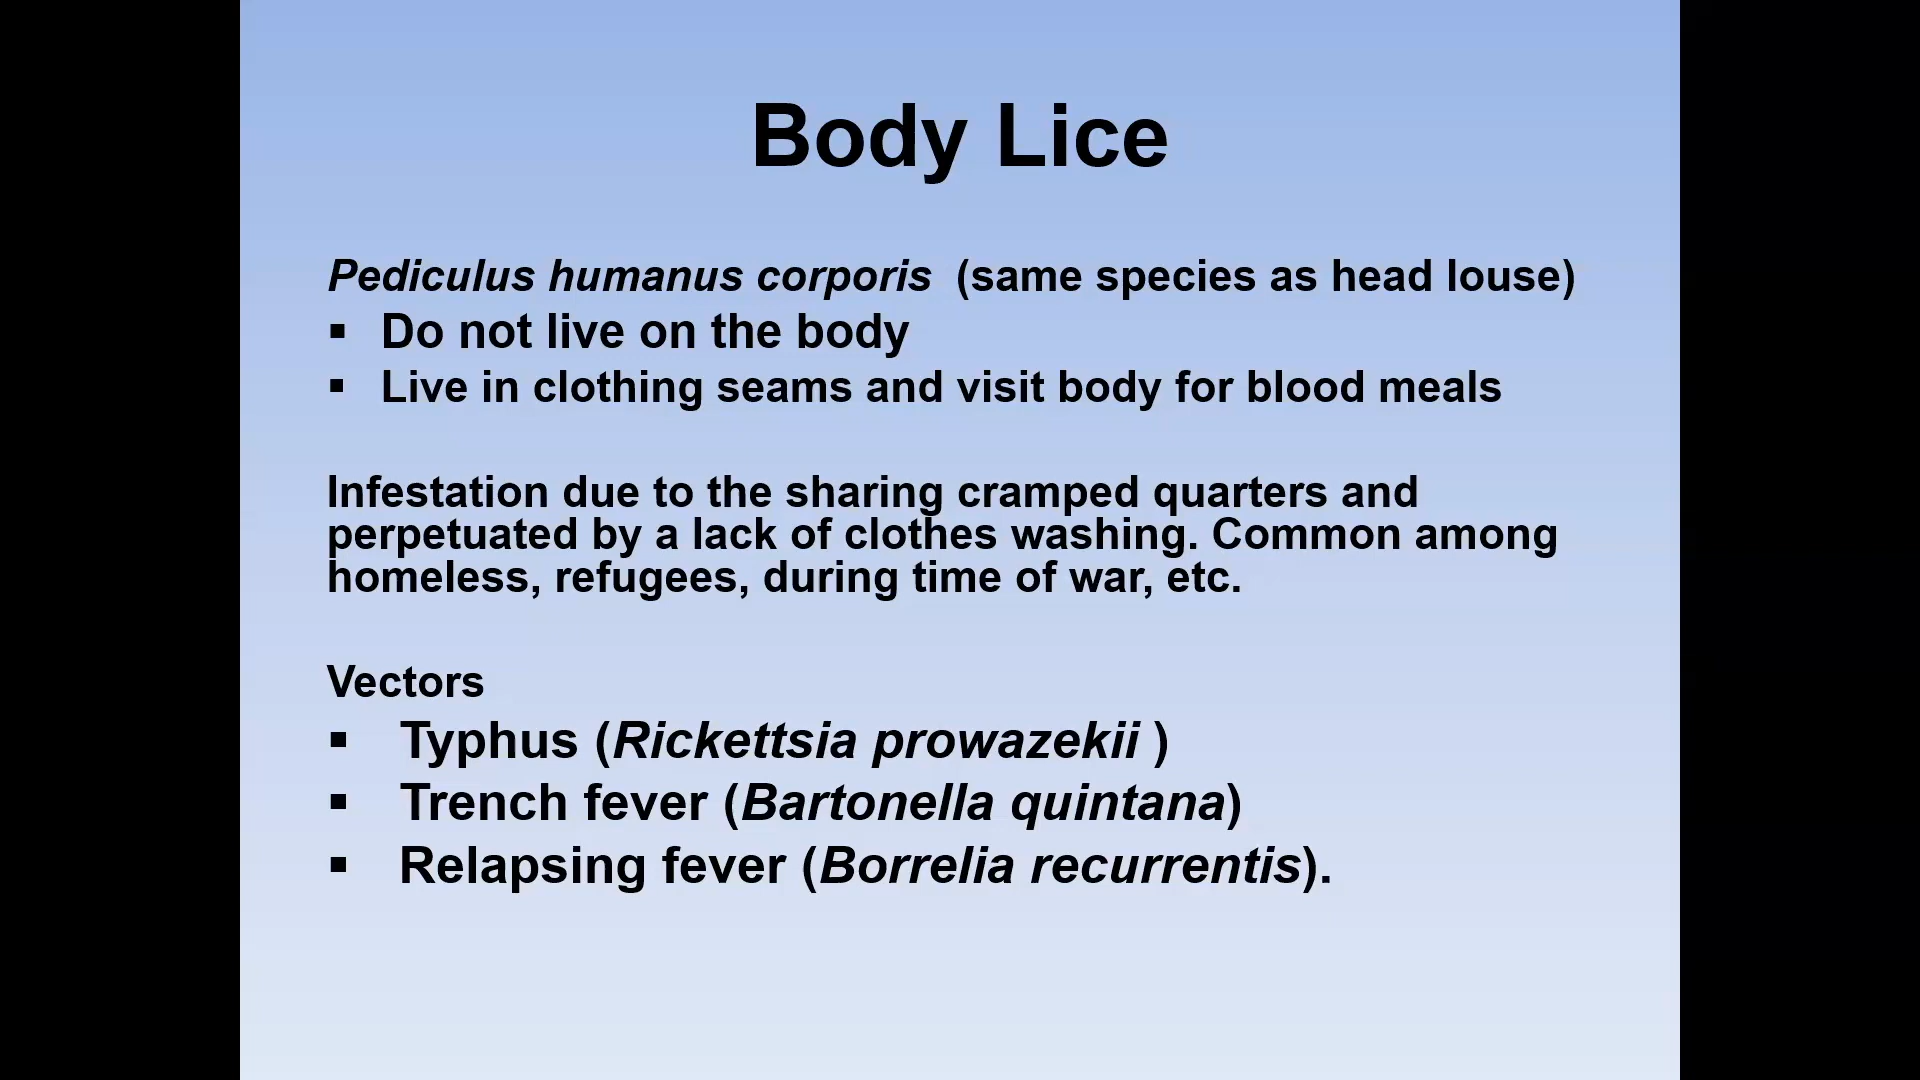 Body Lice
Pediculus humanus corporis  (same species as head louse)
▪ Do not live on the body
▪ Live in clothing seams and visit body for blood meals
Infestation due to the sharing cramped quarters and
perpetuated by a lack of clothes washing. Common among
homeless, refugees, during time of war, etc.
Vectors
▪ Typhus (Rickettsia prowazekii )
▪ Trench fever (Bartonella quintana)
▪ Relapsing fever (Borrelia recurrentis).